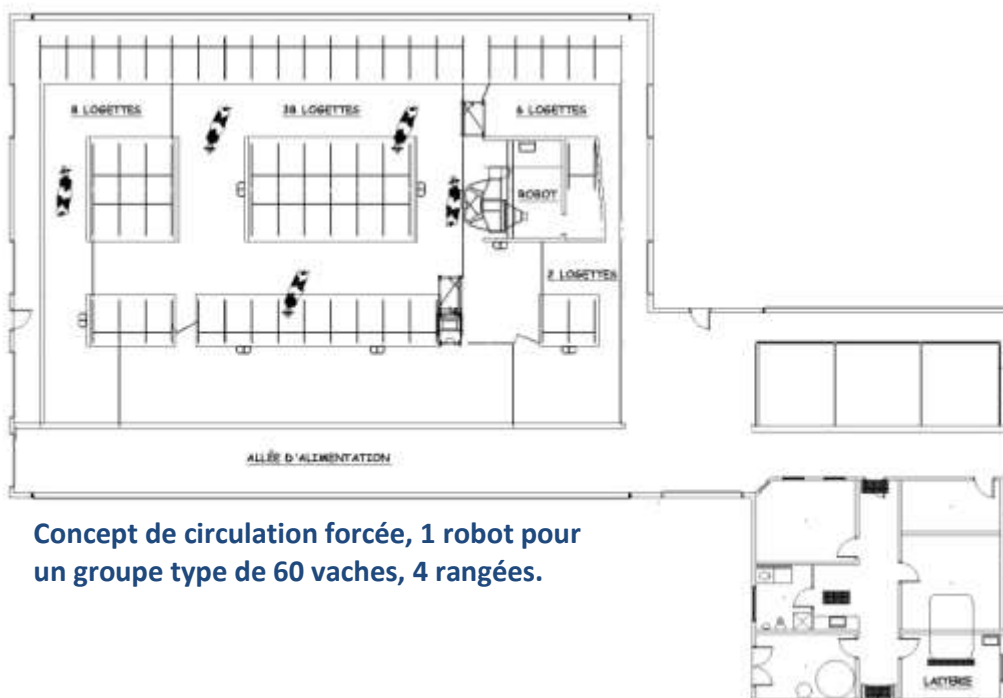 8 LOGETTES
38 LOGETTES
6 LOGETTES
ROBOT
2 LOGETTES
ALLÉE D'ALIMENTATION
Concept de circulation forcée, 1 robot pour
un groupe type de 60 vaches, 4 rangées.
LAITERIE